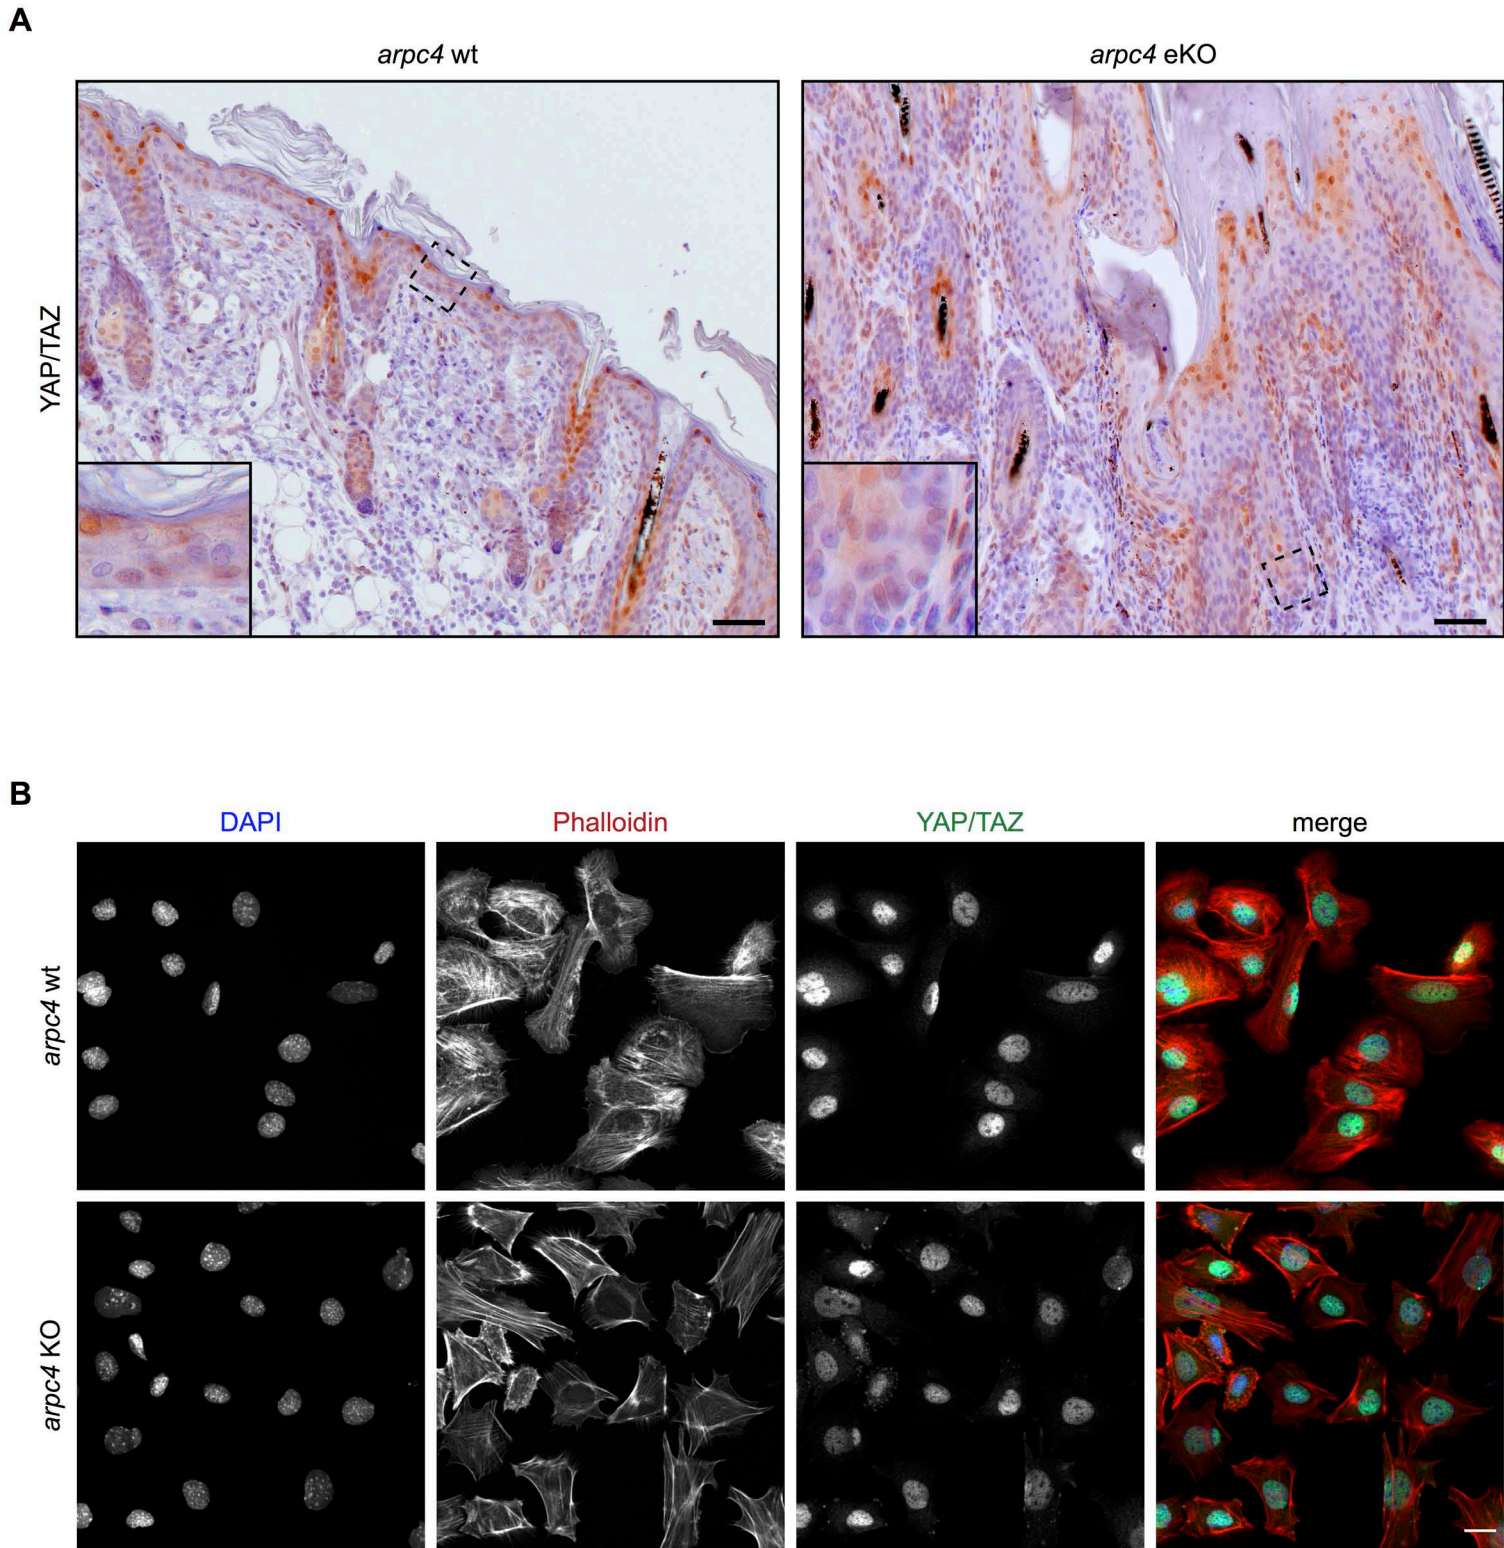 A
arpc4 wt
arpc4 eKO
YAP/TAZ
B
DAPI
Phalloidin
YAP/TAZ
merge
arpc4 wt
arpc4 KO